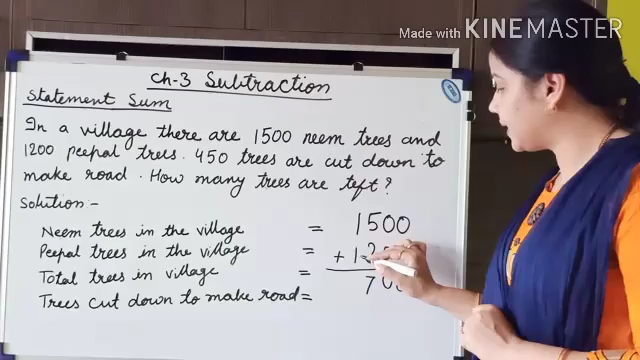 Made with KINEMASTER
Ch-3 Subtraction
Statement Sum
In a village there are 1500 neem trees and
1200 peepal trees. 450 trees are cut down to
make road. How many trees are left?
Solution:-
Neem trees in the village = 1500
Peepal trees in the village = + 12
Total trees in village = 700
Trees cut down to make road =